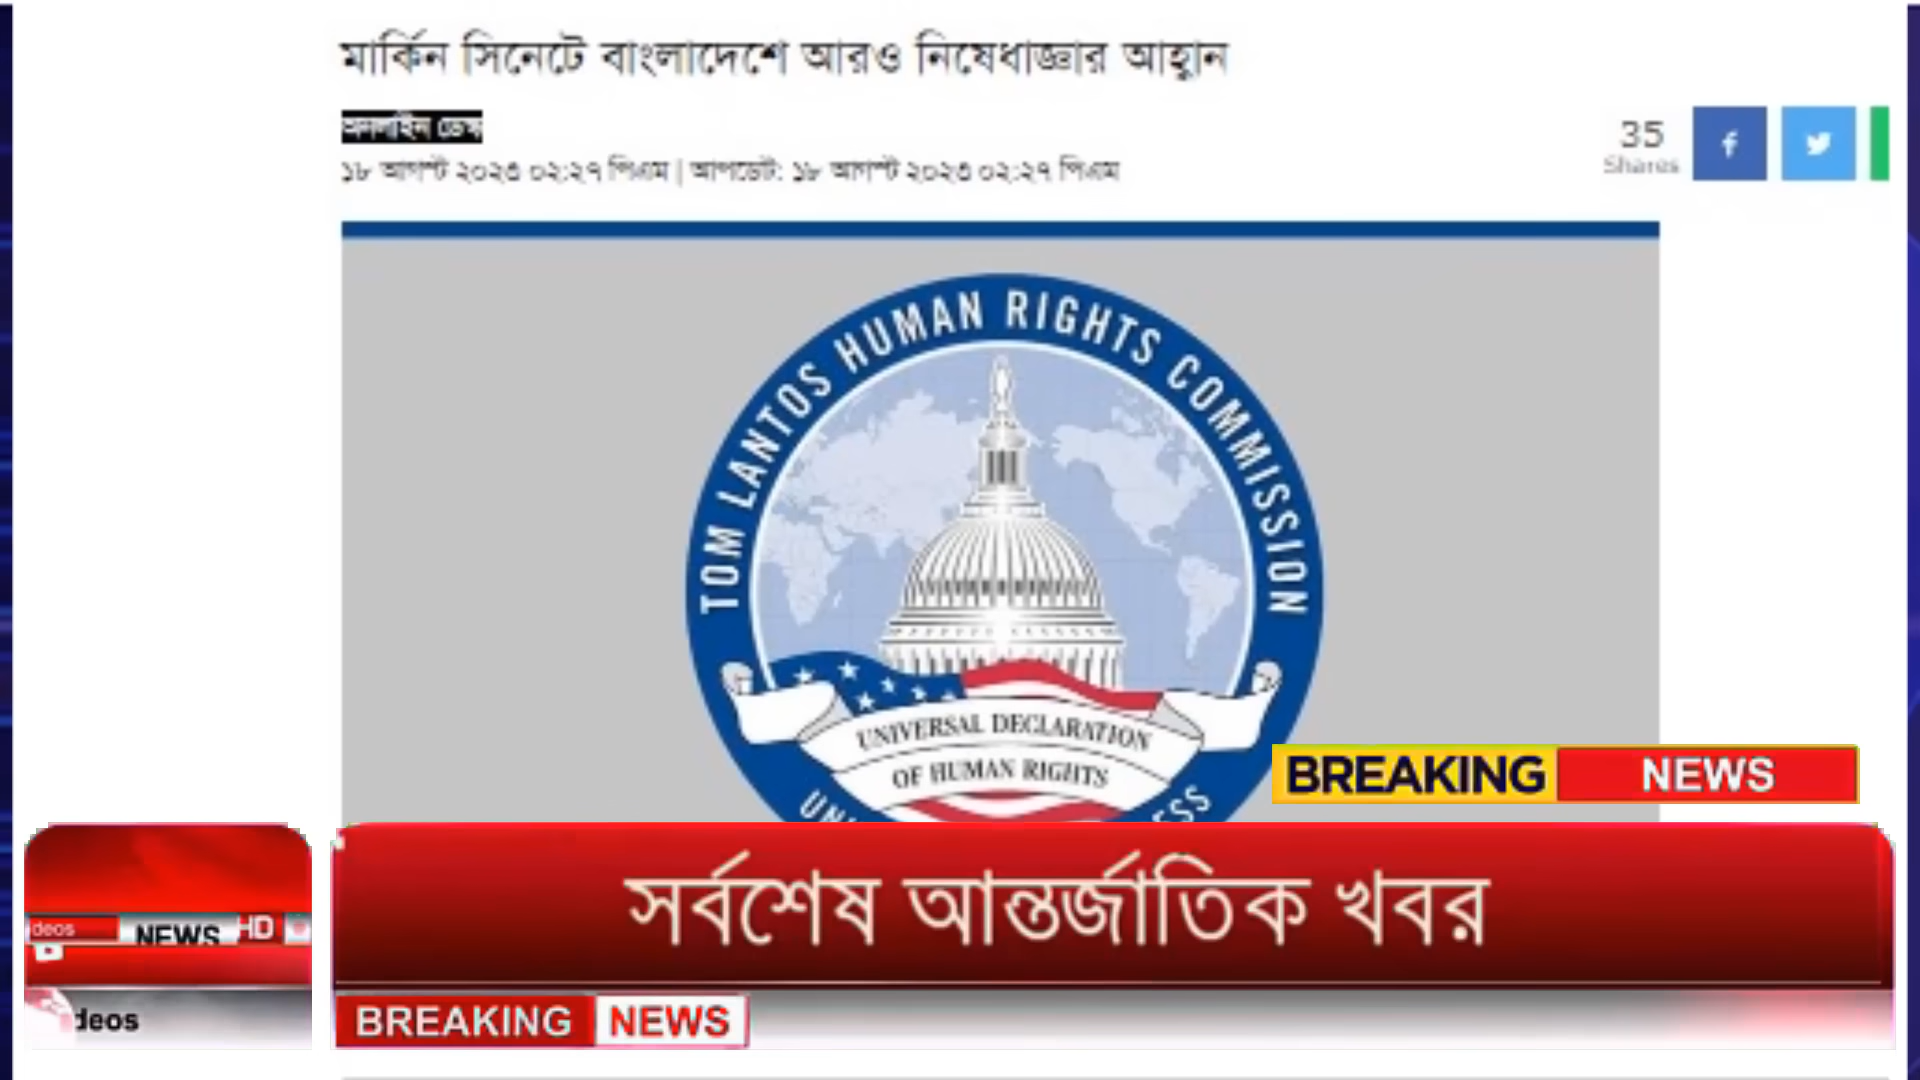 মার্কিন সিনেটে বাংলাদেশে আরও নিষেধাজ্ঞার আহ্বান
অনলাইন ডেস্ক
১৮ আগস্ট ২০২৩ ০২:২৭ পিএম | আপডেট: ১৮ আগস্ট ২০২৩ ০২:২৭ পিএম
35
Shares
TOM LANTOS HUMAN RIGHTS COMMISSION
UNIVERSAL DECLARATION
OF HUMAN RIGHTS
BREAKING NEWS
সর্বশেষ আন্তর্জাতিক খবর
deos NEWS HD
deos
BREAKING NEWS